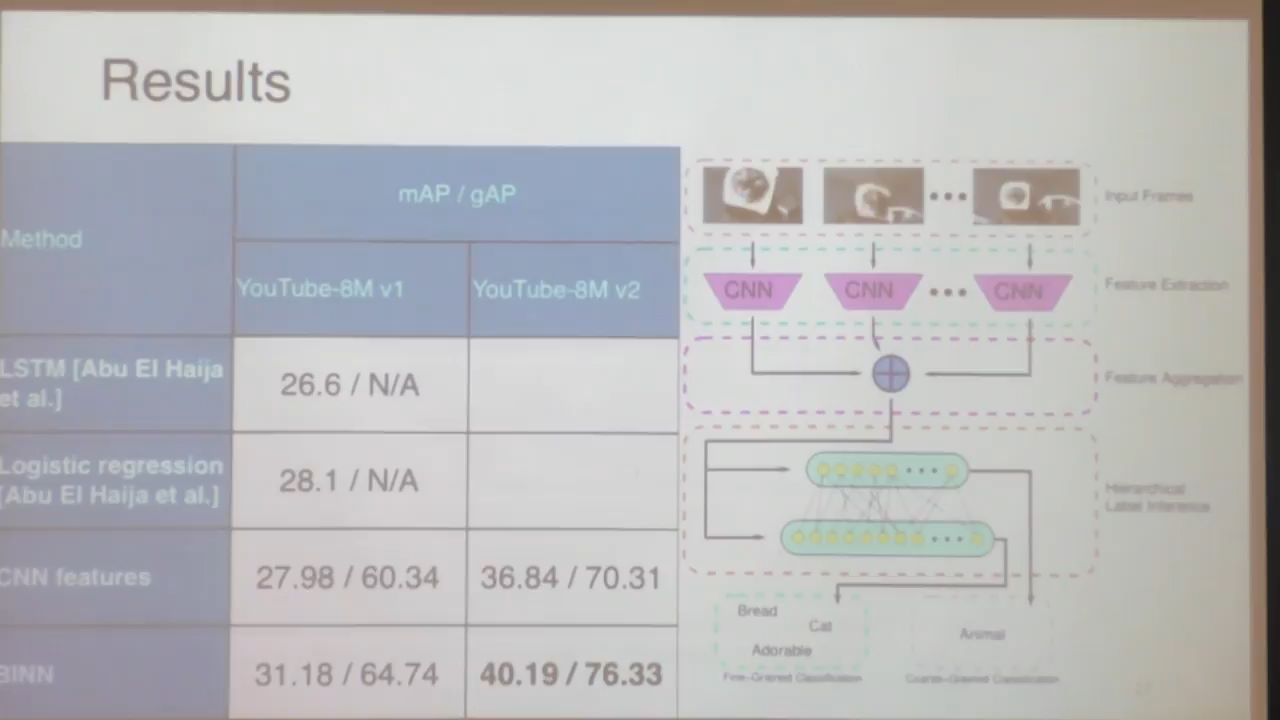 Results
Method
mAP / gAP
YouTube-8M v1
YouTube-8M v2
LSTM [Abu El Haija
et al.]
26.6 / N/A
Logistic regression
[Abu El Haija et al.]
28.1 / N/A
CNN features
27.98 / 60.34
36.84 / 70.31
BINN
31.18 / 64.74
40.19 / 76.33
Input Frames
CNN
CNN
CNN
Feature Extraction
Feature Aggregation
Hierarchical
Label Inference
Bread
Cat
Adorable
Animal
Fine-Grained Classification
Coarse-Grained Classification